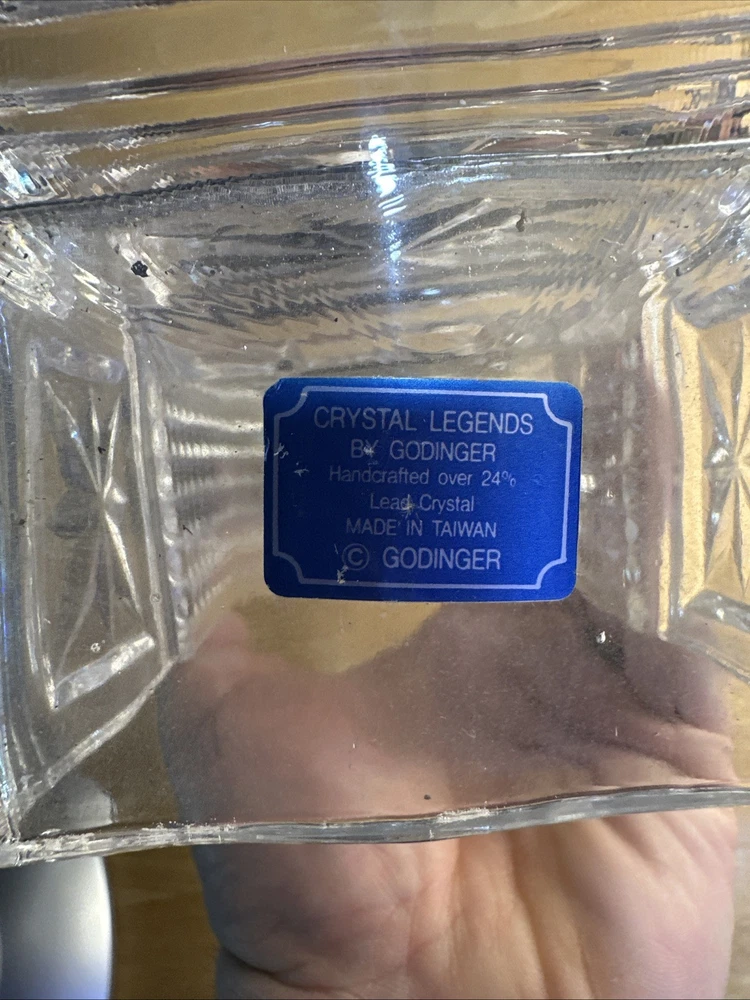 CRYSTAL LEGENDS
BY GODINGER
Handcrafted over 24%
Lead Crystal
MADE IN TAIWAN
© GODINGER